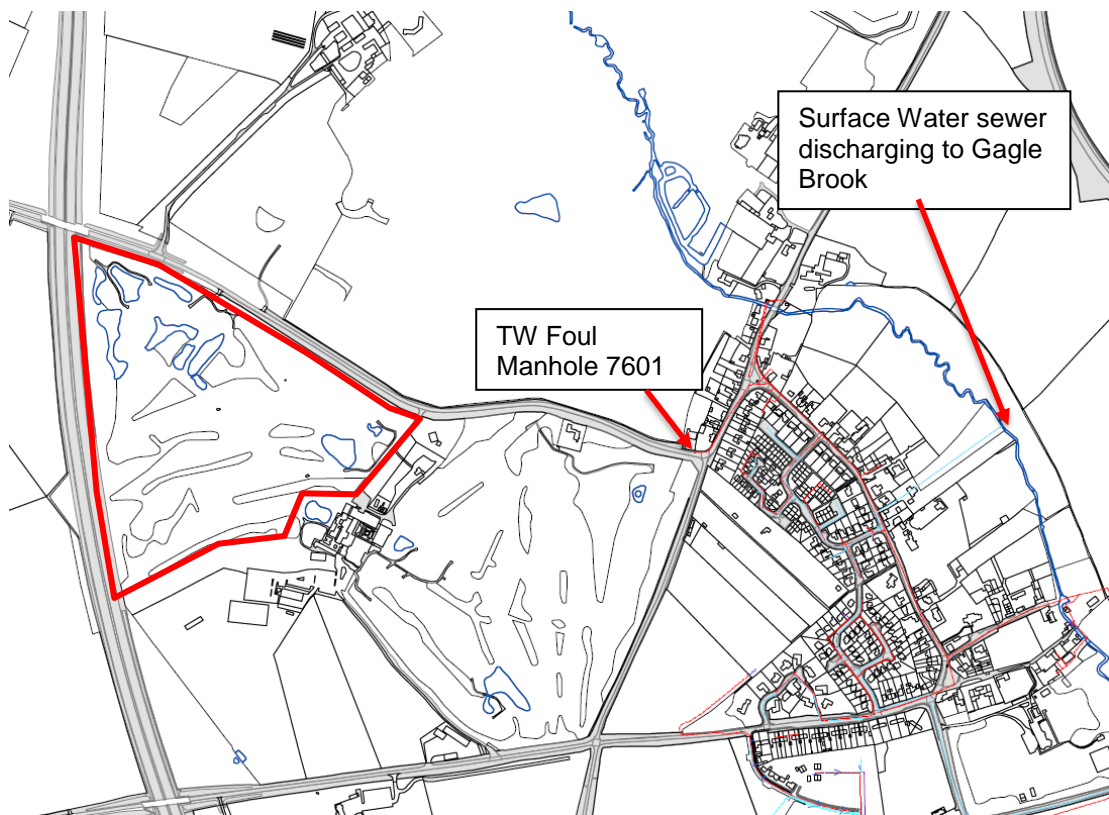 Surface Water sewer
discharging to Gagle
Brook
TW Foul
Manhole 7601